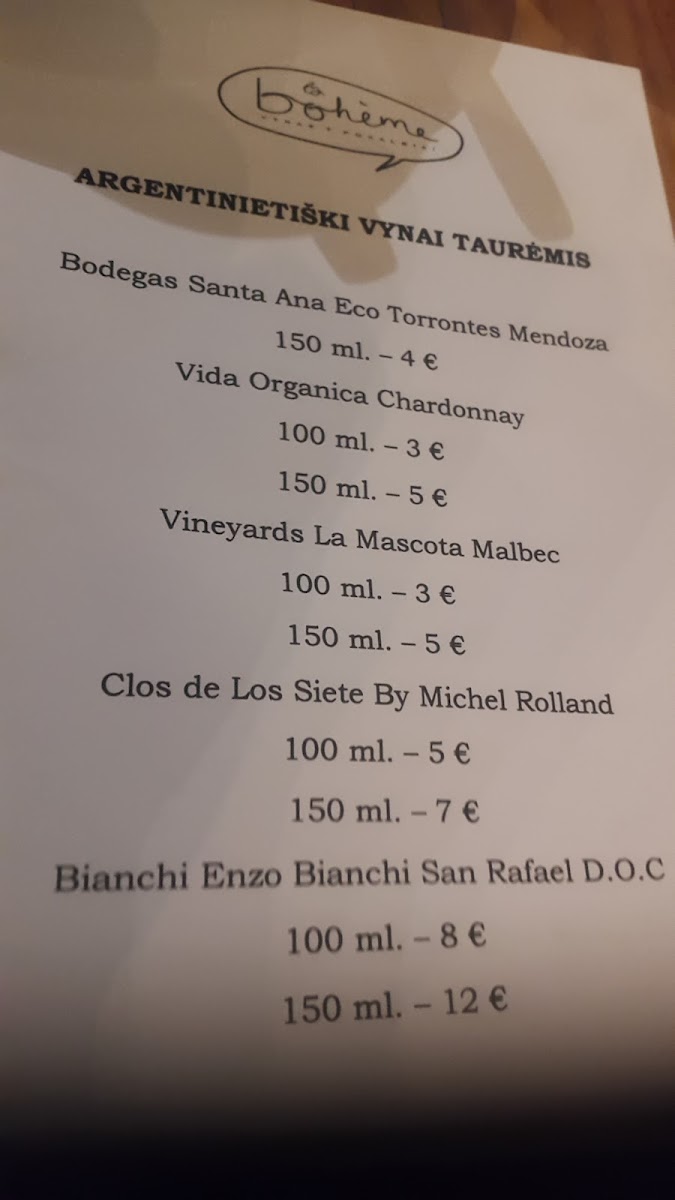 bohème
ARGENTINIETIŠKI VYNAI TAURĖMIS
Bodegas Santa Ana Eco Torrontes Mendoza
150 ml. – 4 €
Vida Organica Chardonnay
100 ml. – 3 €
150 ml. – 5 €
Vineyards La Mascota Malbec
100 ml. – 3 €
150 ml. – 5 €
Clos de Los Siete By Michel Rolland
100 ml. – 5 €
150 ml. – 7 €
Bianchi Enzo Bianchi San Rafael D.O.C
100 ml. – 8 €
150 ml. – 12 €